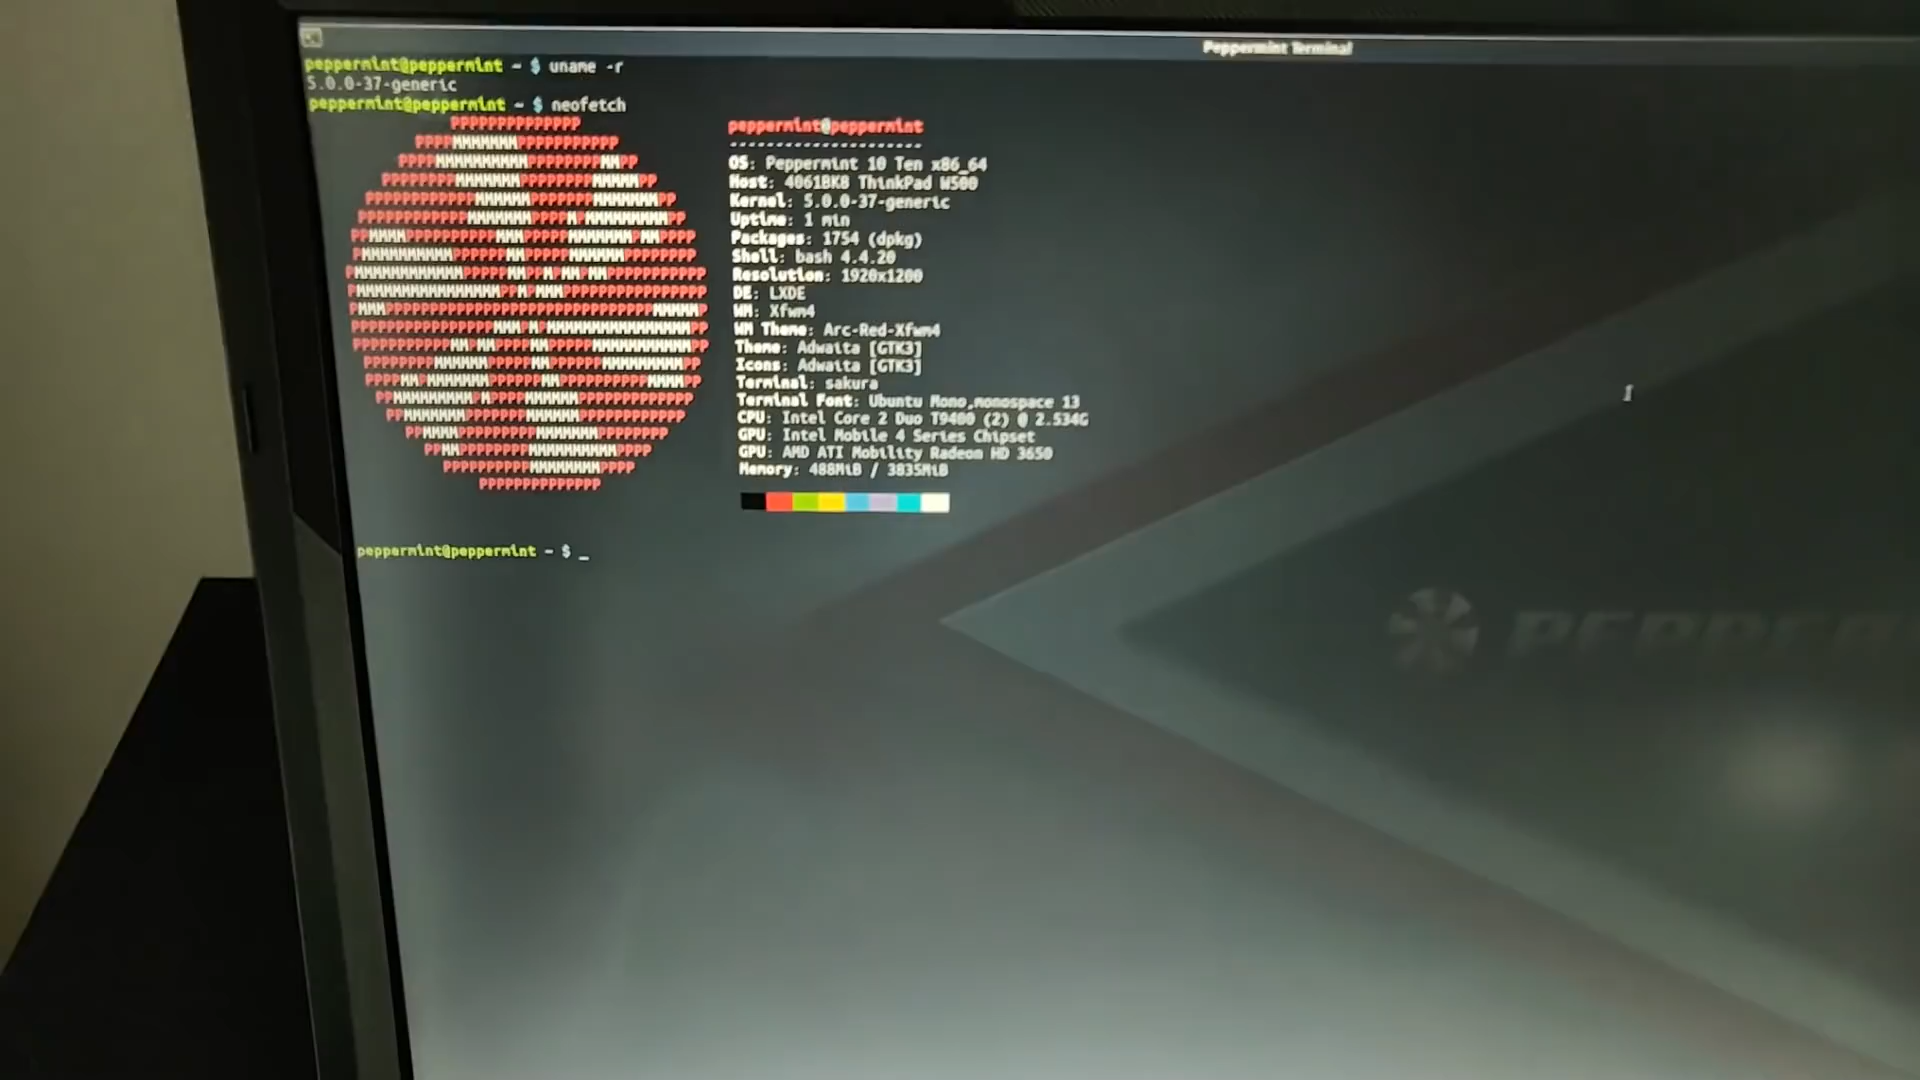 Peppermint Terminal
peppermint@peppermint ~ $ uname -r
5.0.0-37-generic
peppermint@peppermint ~ $ neofetch
peppermint@peppermint
---------------------
OS: Peppermint 10 Ten x86_64
Host: 4061BK8 ThinkPad W500
Kernel: 5.0.0-37-generic
Uptime: 1 min
Packages: 1754 (dpkg)
Shell: bash 4.4.20
Resolution: 1920x1200
DE: LXDE
WM: Xfwm4
WM Theme: Arc-Red-Xfwm4
Theme: Adwaita [GTK3]
Icons: Adwaita [GTK3]
Terminal: sakura
Terminal Font: Ubuntu Mono,monospace 13
CPU: Intel Core 2 Duo T9400 (2) @ 2.534G
GPU: Intel Mobile 4 Series Chipset
GPU: AMD ATI Mobility Radeon HD 3650
Memory: 488MiB / 3835MiB
peppermint@peppermint ~ $ _